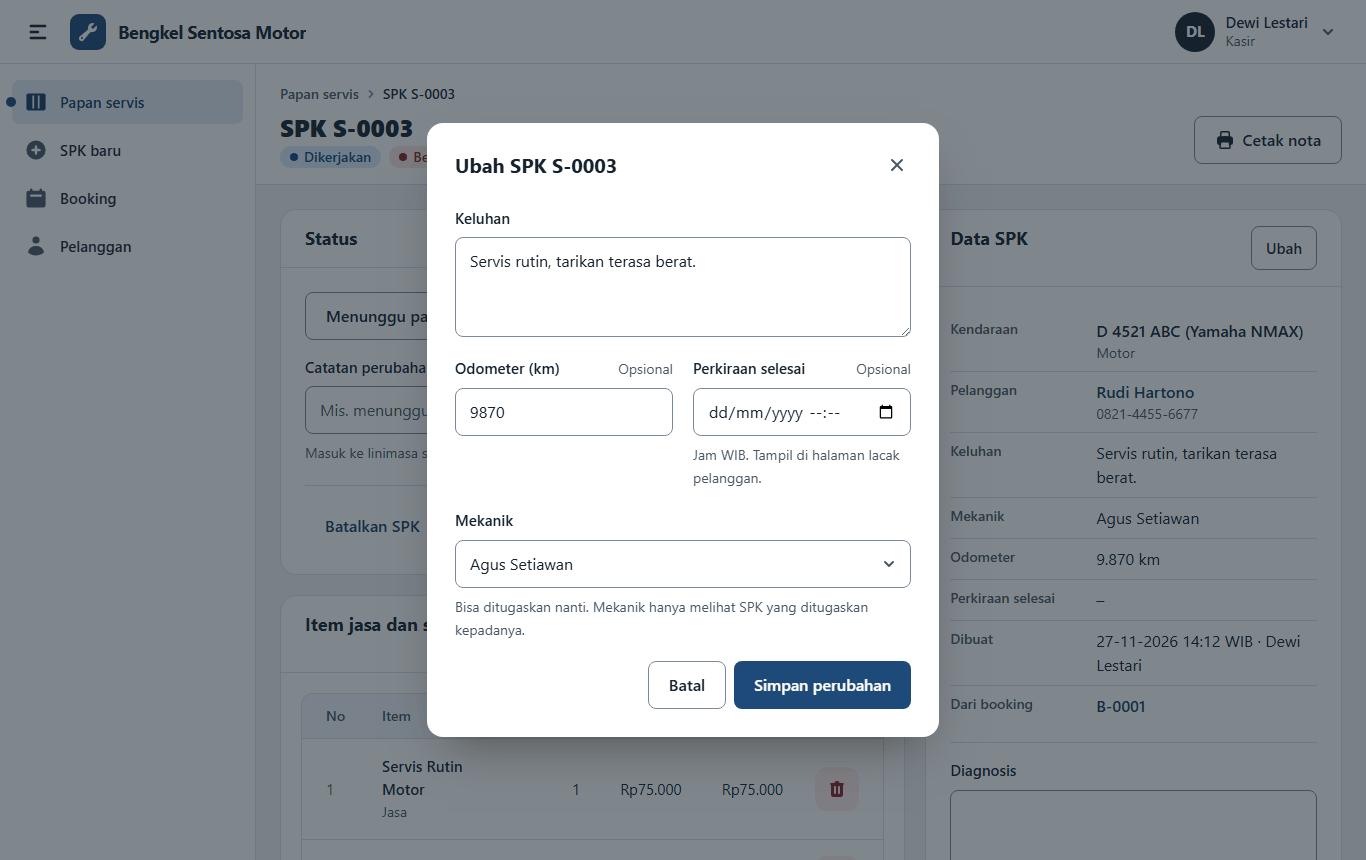 Bengkel Sentosa Motor
DL
Dewi Lestari
Kasir
Papan servis
SPK baru
Booking
Pelanggan
Papan servis
SPK S-0003
SPK S-0003
Dikerjakan
Cetak nota
Status
Catatan
Mis.
Masuk ke linimasa
Batalkan SPK
Item jasa dan
No
Item
1
Servis Rutin
Motor
Jasa
1
Rp75.000
Rp75.000
Ubah SPK S-0003
Keluhan
Servis rutin, tarikan terasa berat.
Odometer (km)
Opsional
9870
Perkiraan selesai
Opsional
dd/mm/yyyy --:--
Jam WIB. Tampil di halaman lacak
pelanggan.
Mekanik
Agus Setiawan
Bisa ditugaskan nanti. Mekanik hanya melihat SPK yang ditugaskan
kepadanya.
Batal
Simpan perubahan
Data SPK
Ubah
Kendaraan
D 4521 ABC (Yamaha NMAX)
Motor
Pelanggan
Rudi Hartono
0821-4455-6677
Keluhan
Servis rutin, tarikan terasa
berat.
Mekanik
Agus Setiawan
Odometer
9.870 km
Perkiraan selesai
–
Dibuat
27-11-2026 14:12 WIB · Dewi
Lestari
Dari booking
B-0001
Diagnosis